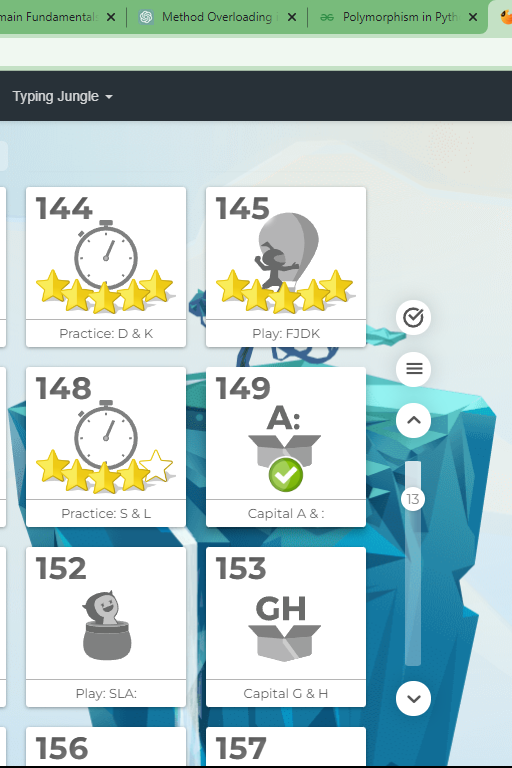 main Fundamentals
Method Overloading i
Polymorphism in Pyth
Typing Jungle
144
Practice: D & K
145
Play: FJDK
148
Practice: S & L
149
A:
Capital A & :
13
152
Play: SLA:
153
GH
Capital G & H
156
157